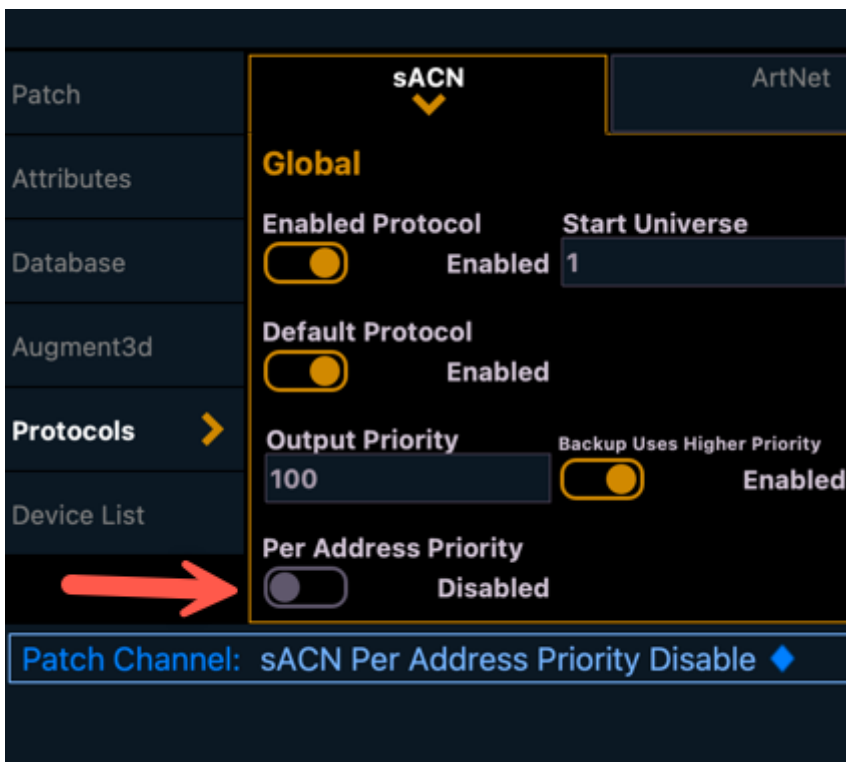 Patch
Attributes
Database
Augment3d
Protocols
Device List
sACN
ArtNet
Global
Enabled Protocol
Start Universe
Enabled
1
Default Protocol
Enabled
Output Priority
Backup Uses Higher Priority
100
Enabled
Per Address Priority
Disabled
Patch Channel: sACN Per Address Priority Disable